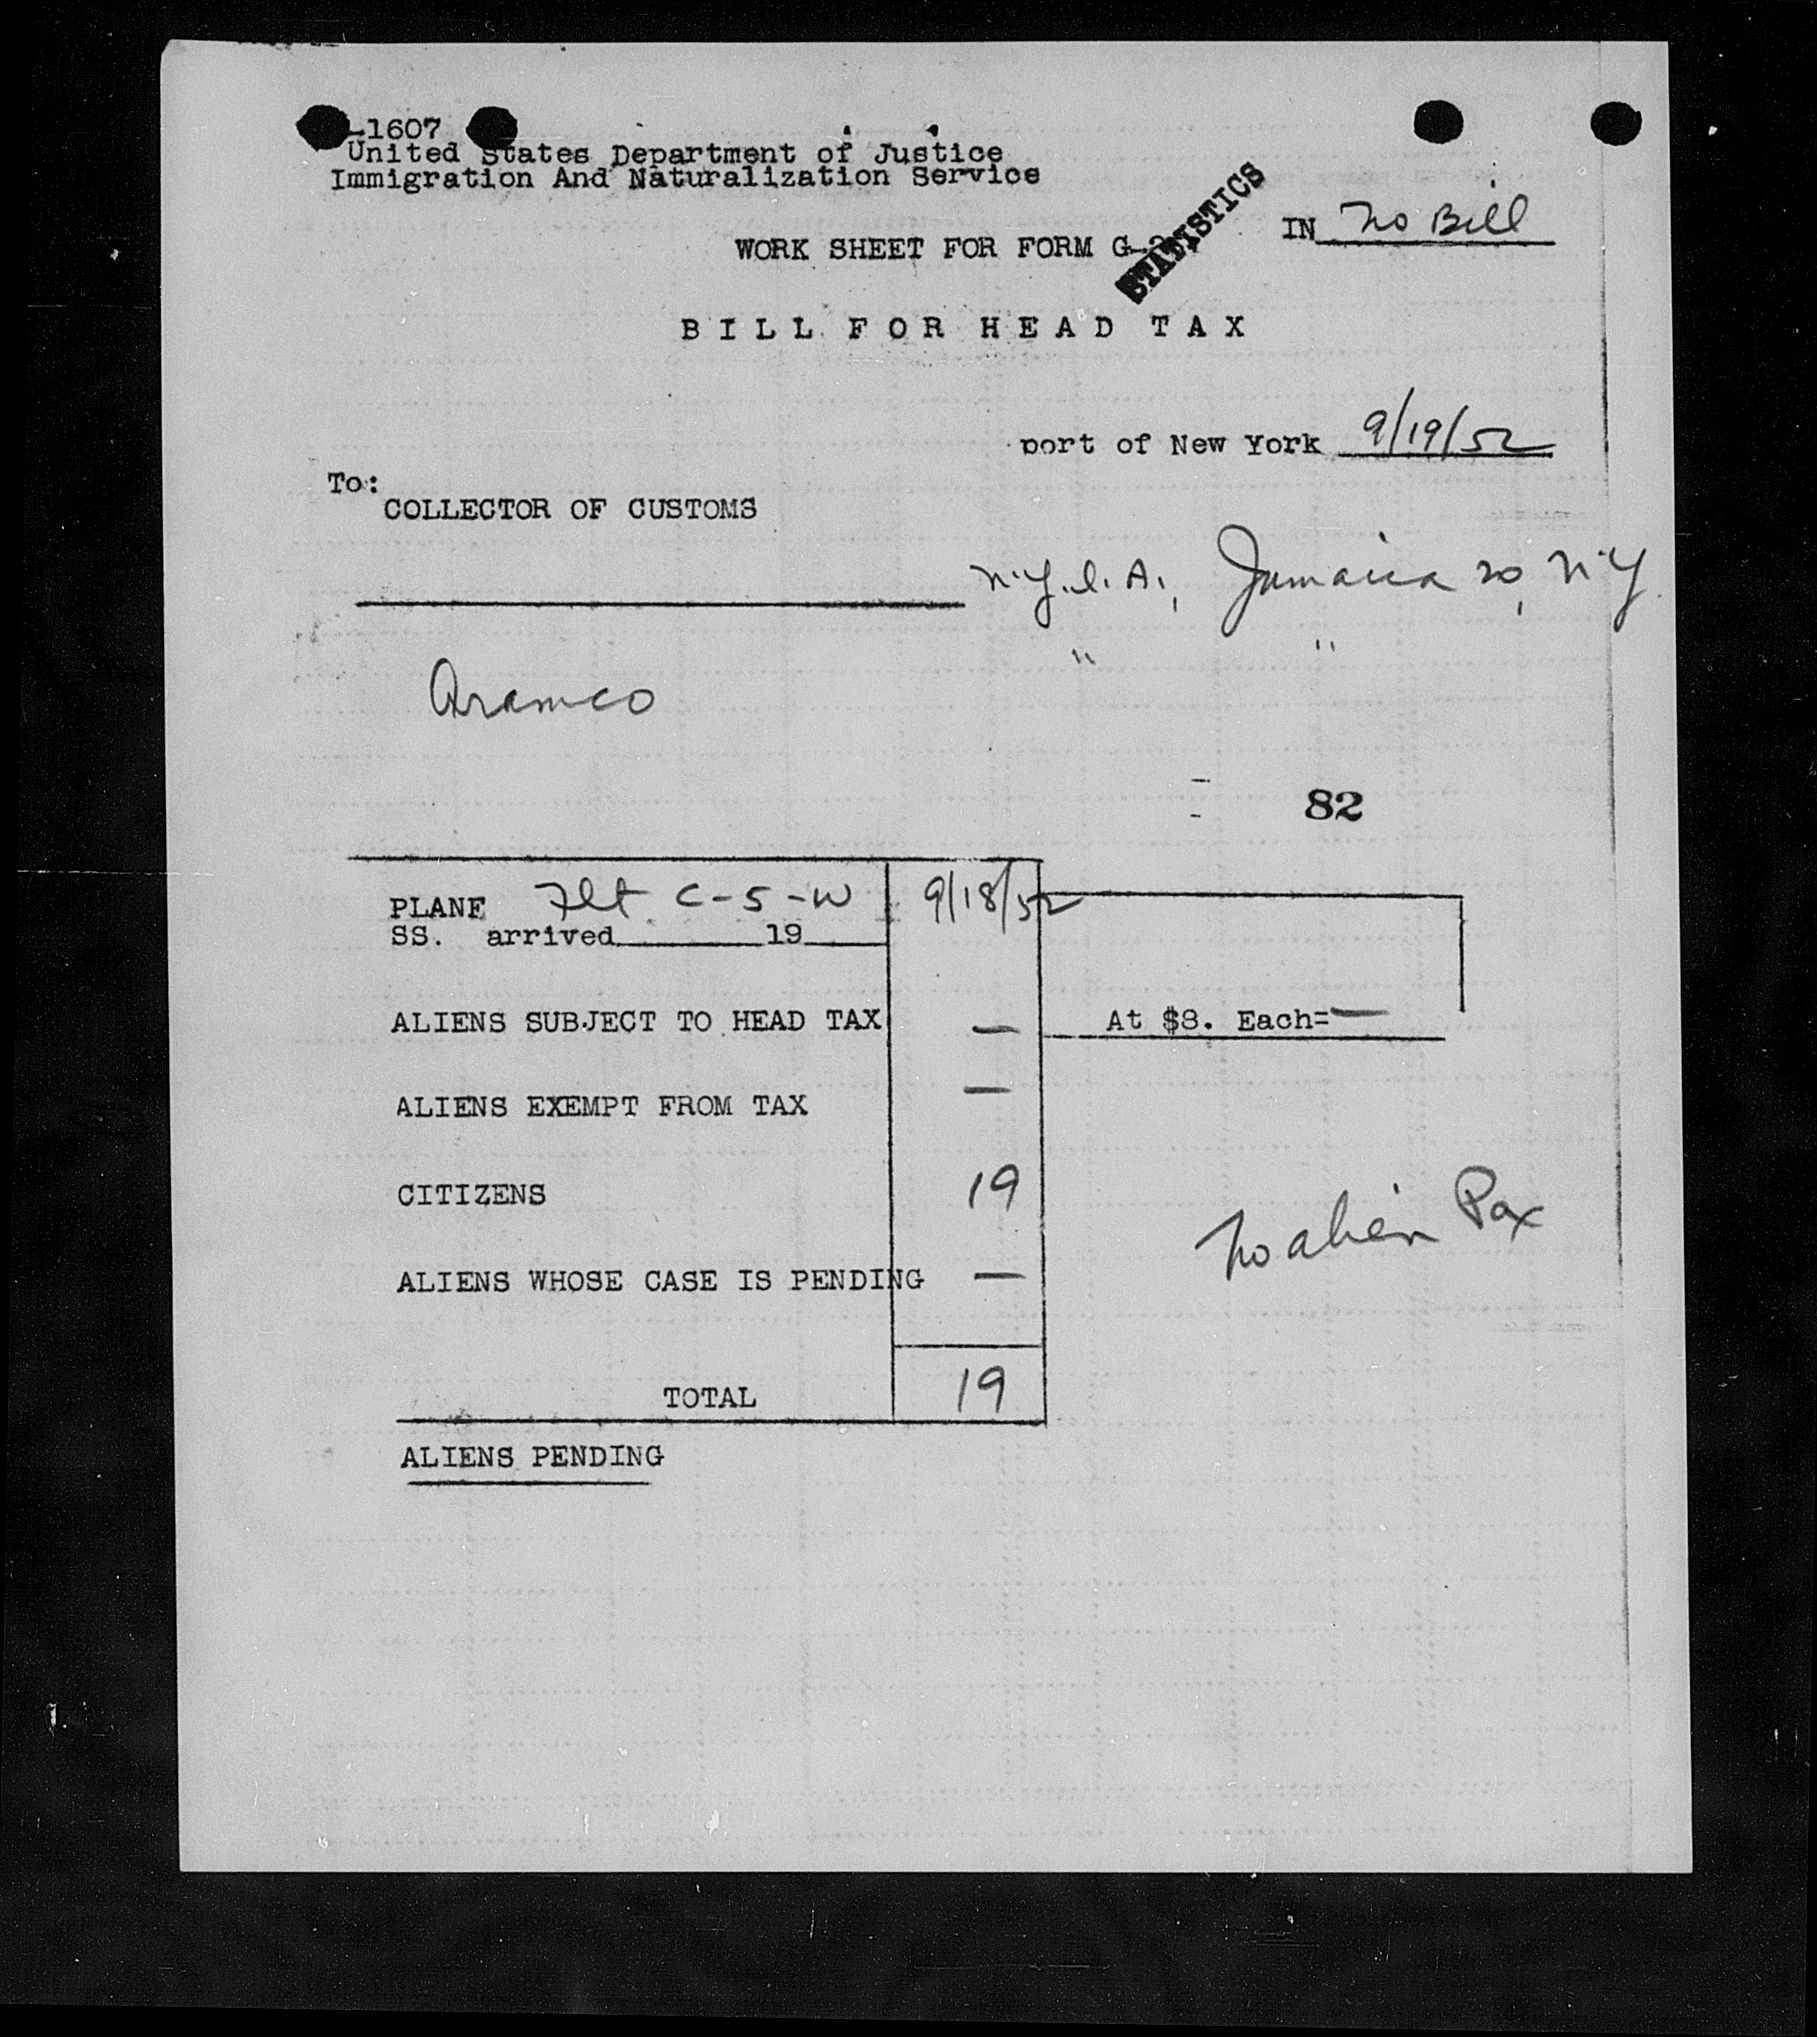 -1607
United States Department of Justice
Immigration And Naturalization Service
STATISTICS
IN No Bill
WORK SHEET FOR FORM G-
BILL FOR HEAD TAX
port of New York 9/19/52
To:
COLLECTOR OF CUSTOMS
N.Y.I.A., Jamaica 20, N.Y.
" "
Aramco
82
PLANE Flt C-5-W 9/18/52
SS. arrived 19
ALIENS SUBJECT TO HEAD TAX — At $8. Each= —
ALIENS EXEMPT FROM TAX —
CITIZENS 19
No alien Pax
ALIENS WHOSE CASE IS PENDING —
TOTAL 19
ALIENS PENDING